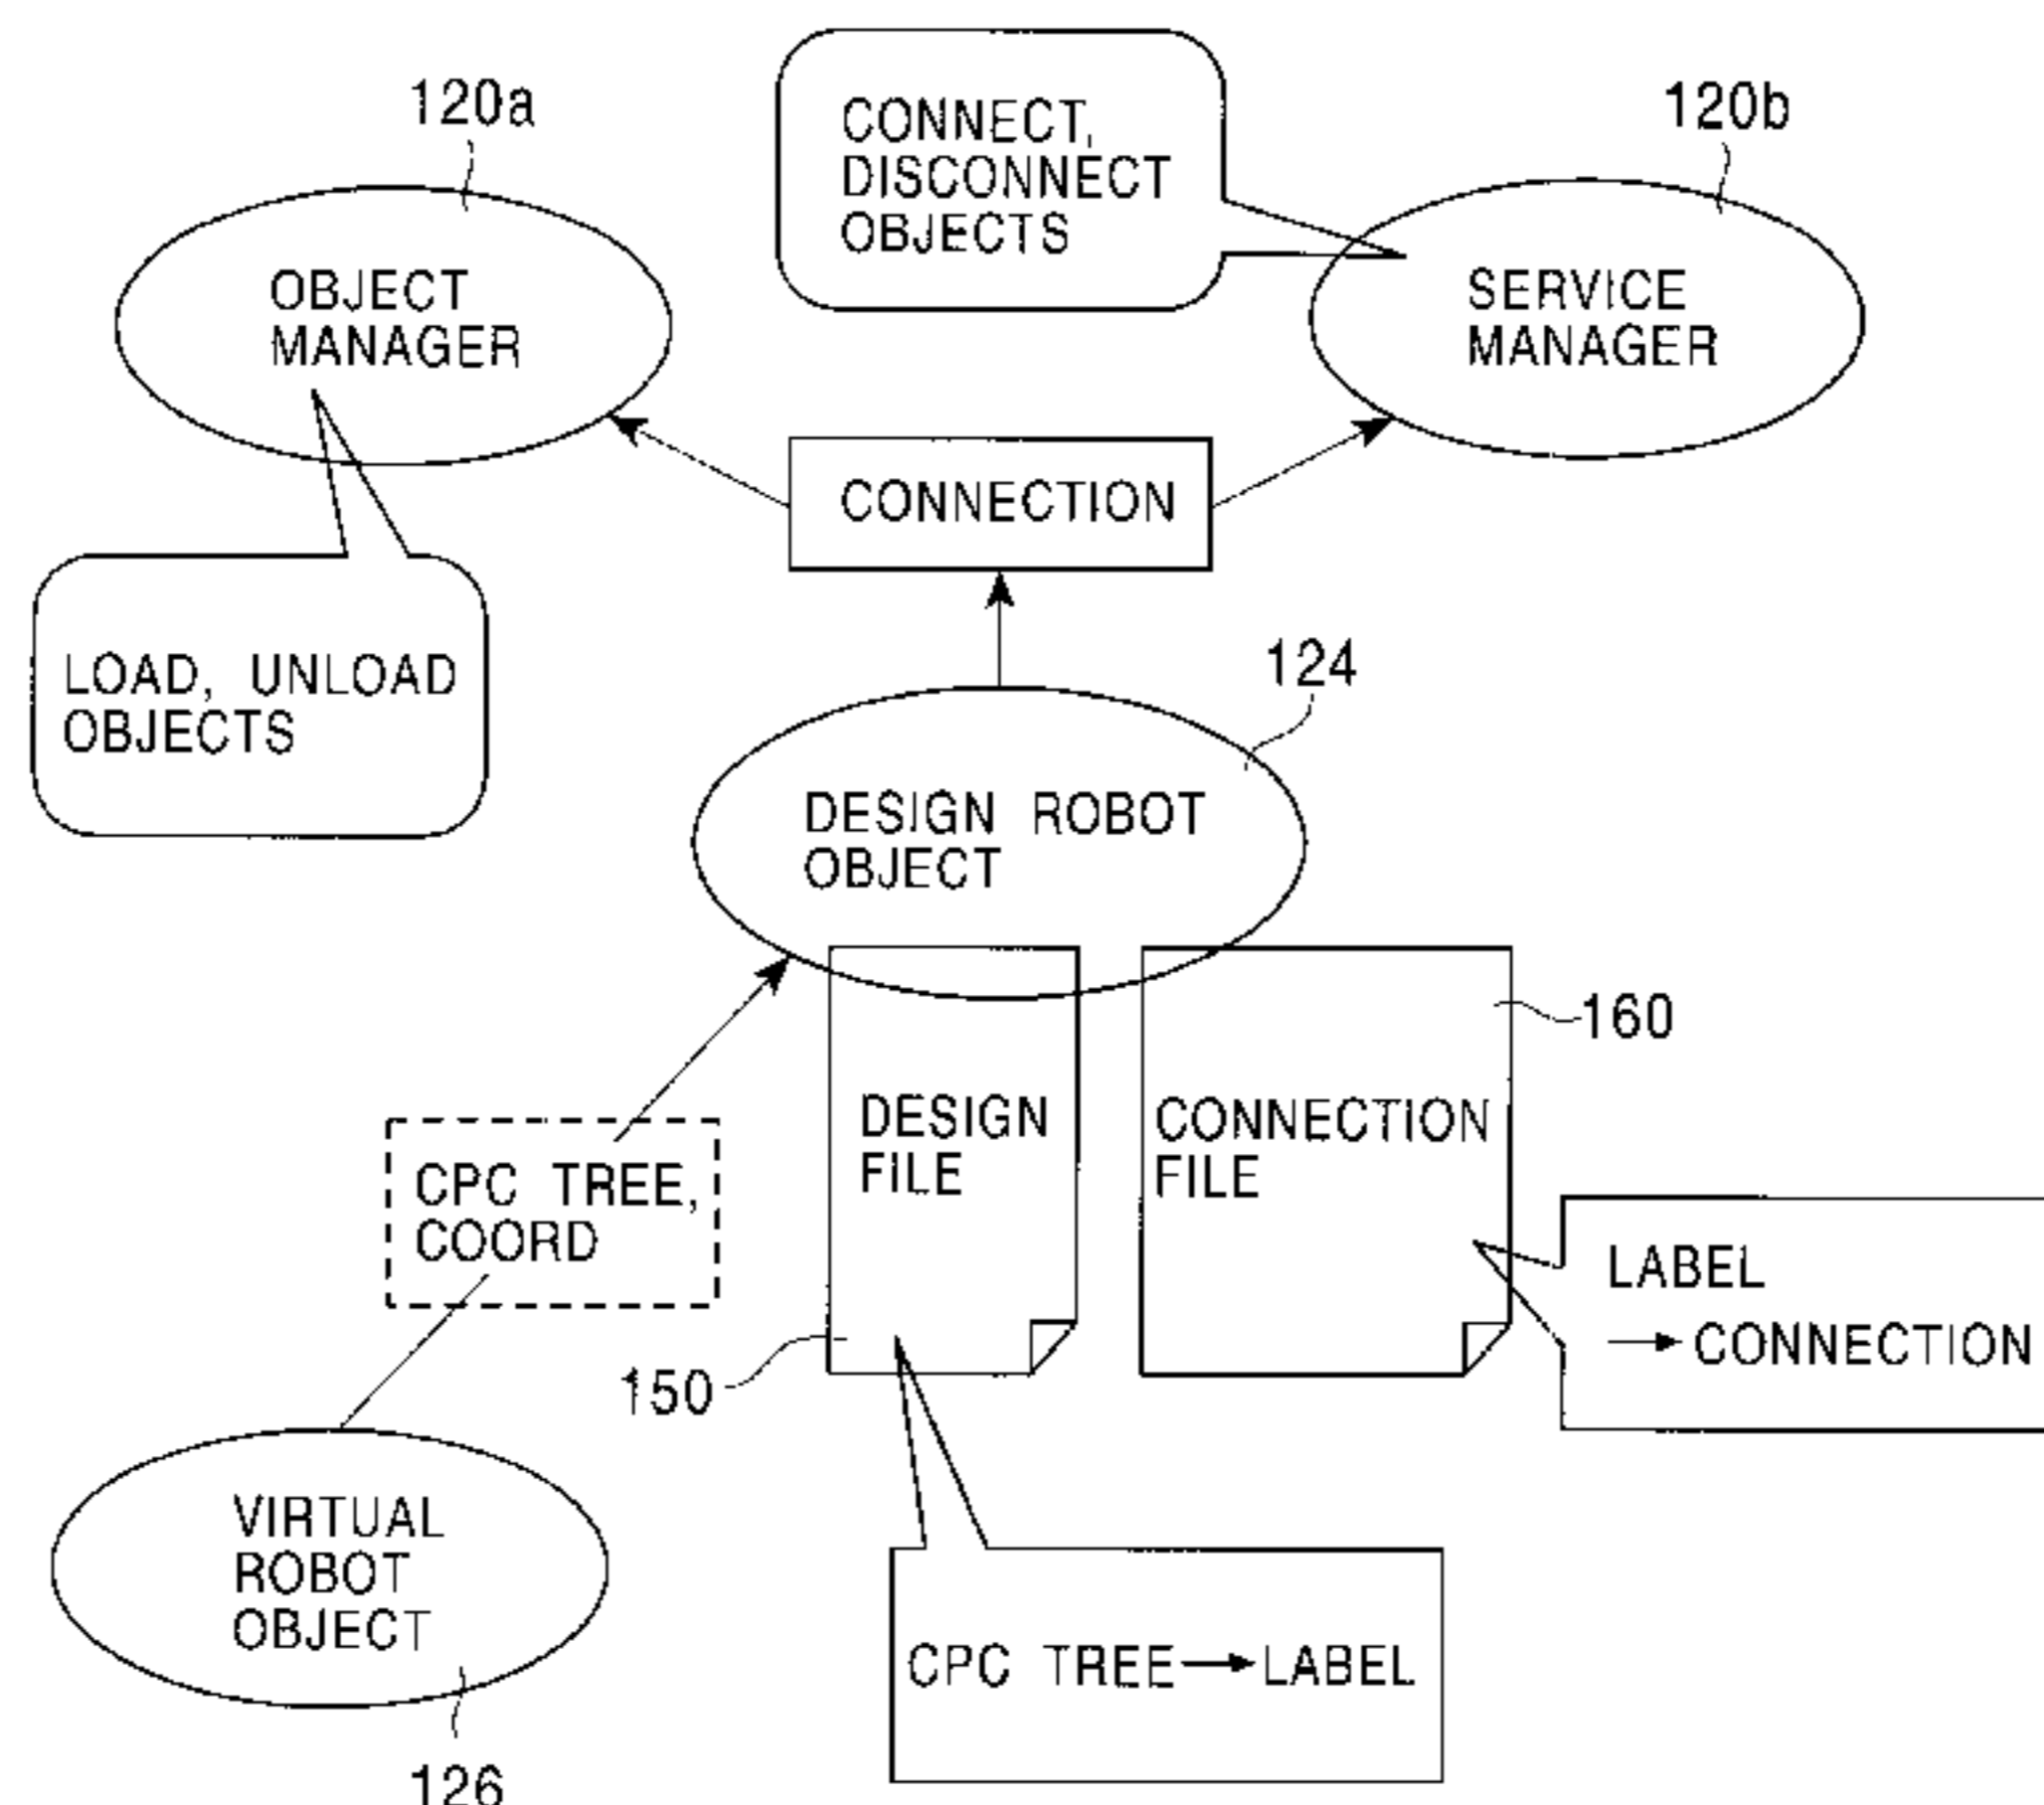 120a
CONNECT,
DISCONNECT
OBJECTS
120b
OBJECT
MANAGER
SERVICE
MANAGER
CONNECTION
LOAD, UNLOAD
OBJECTS
124
DESIGN ROBOT
OBJECT
160
DESIGN
FILE
CONNECTION
FILE
CPC TREE,
COORD
LABEL
→ CONNECTION
150
VIRTUAL
ROBOT
OBJECT
CPC TREE → LABEL
126